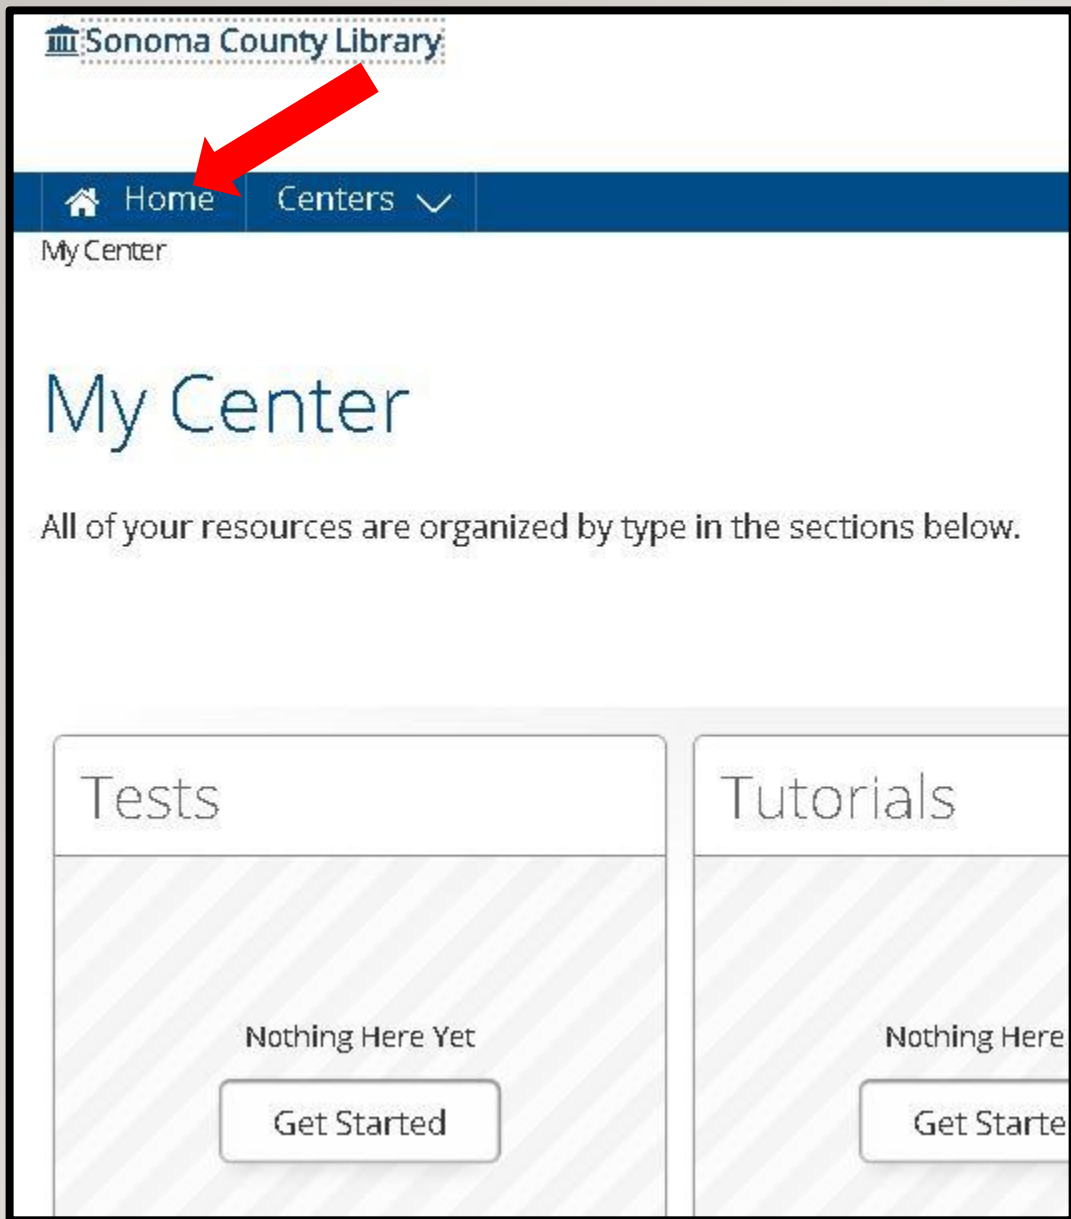 Sonoma County Library
Home Centers
My Center
My Center
All of your resources are organized by type in the sections below.
Tests
Nothing Here Yet
Get Started
Tutorials
Nothing Here
Get Starte